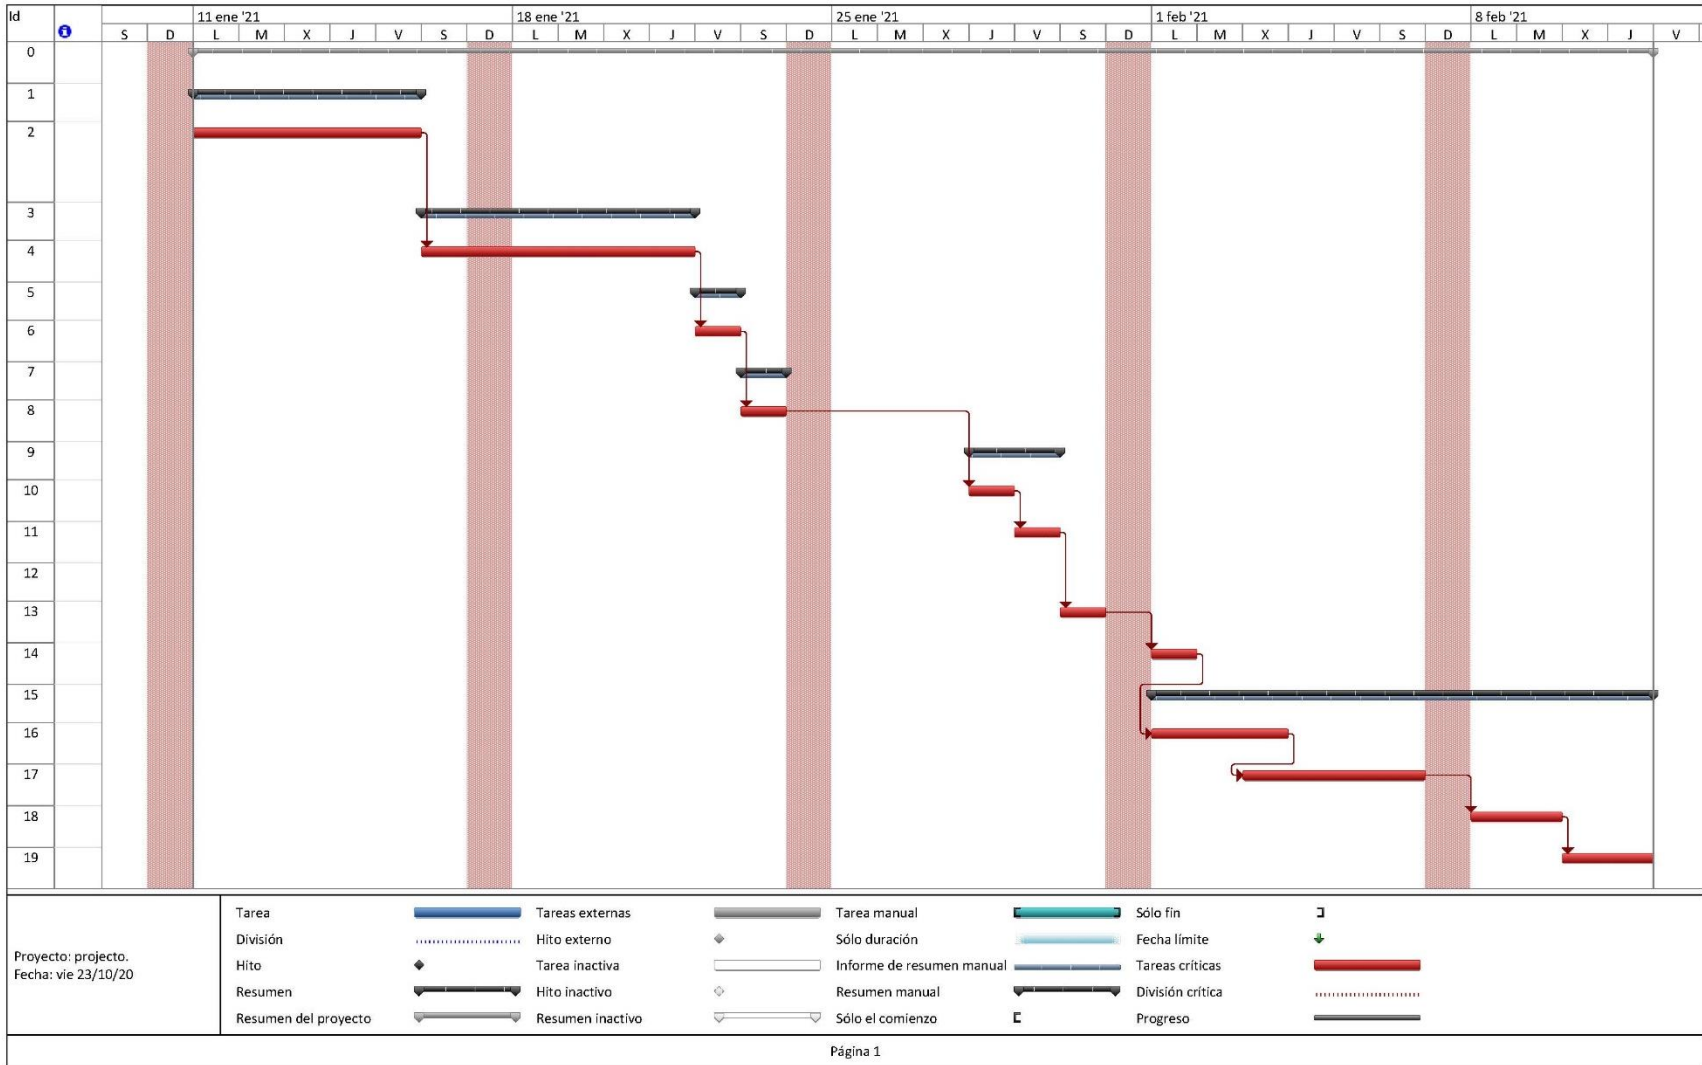 Id
11 ene '21 18 ene '21 25 ene '21 1 feb '21 8 feb '21
S D L M X J V S D L M X J V S D L M X J V S D L M X J V S D L M X J V
0
1
2
3
4
5
6
7
8
9
10
11
12
13
14
15
16
17
18
19
Proyecto: projecto.
Fecha: vie 23/10/20
Tarea
División
Hito
Resumen
Resumen del proyecto
Tareas externas
Hito externo
Tarea inactiva
Hito inactivo
Resumen inactivo
Tarea manual
Sólo duración
Informe de resumen manual
Resumen manual
Sólo el comienzo
Sólo fin
Fecha límite
Tareas críticas
División crítica
Progreso
Página 1